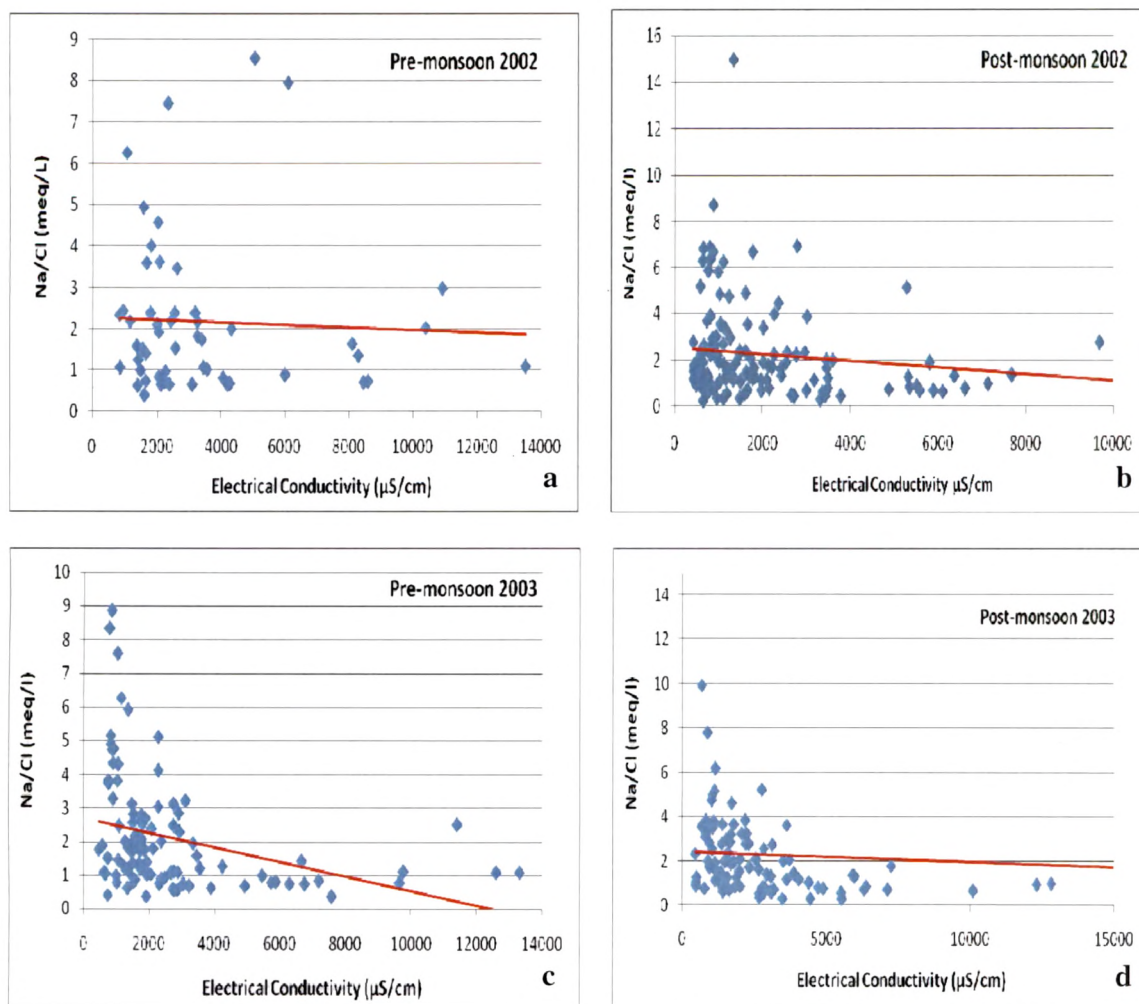 Pre-monsoon 2002
9
8
7
6
5
4
3
2
1
0
Na/Cl (meq/L)
0 2000 4000 6000 8000 10000 12000 14000
Electrical Conductivity (µS/cm)
a
Post-monsoon 2002
16
14
12
10
8
6
4
2
0
Na/Cl (meq/l)
0 2000 4000 6000 8000 10000
Electrical Conductivity µS/cm
b
Pre-monsoon 2003
10
9
8
7
6
5
4
3
2
1
0
Na/Cl (meq/l)
0 2000 4000 6000 8000 10000 12000 14000
Electrical Conductivity (µS/cm)
c
Post-monsoon 2003
14
12
10
8
6
4
2
0
Na/Cl (meq/l)
0 5000 10000 15000
Electrical Conductivity (µS/cm)
d